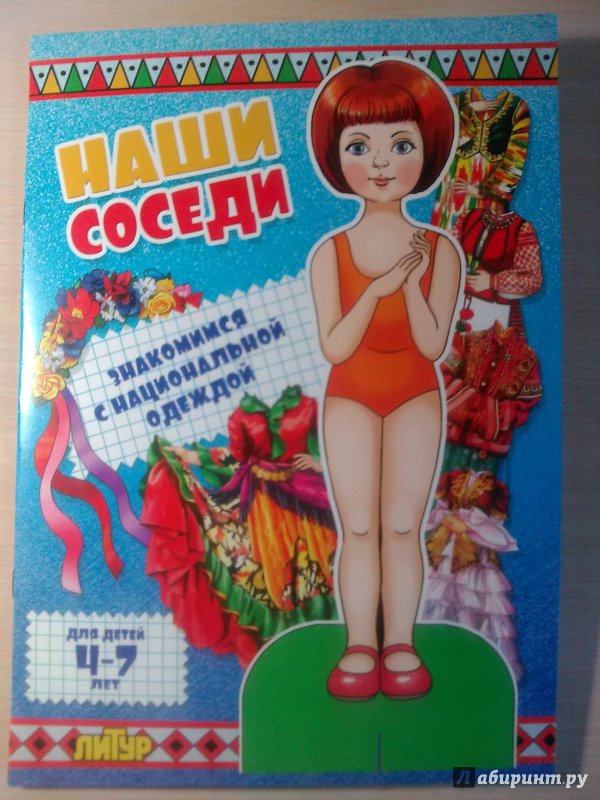 НАШИ
СОСЕДИ
ЗНАКОМИМСЯ
С НАЦИОНАЛЬНОЙ
ОДЕЖДОЙ
ДЛЯ ДЕТЕЙ
4-7
ЛЕТ
ЛИТУР
Лабиринт.ру